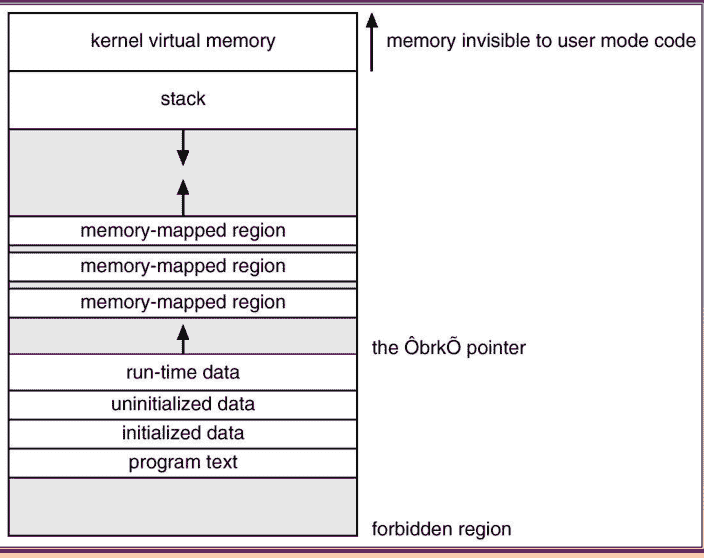 kernel virtual memory
memory invisible to user mode code
stack
memory-mapped region
memory-mapped region
memory-mapped region
the ÔbrkÕ pointer
run-time data
uninitialized data
initialized data
program text
forbidden region